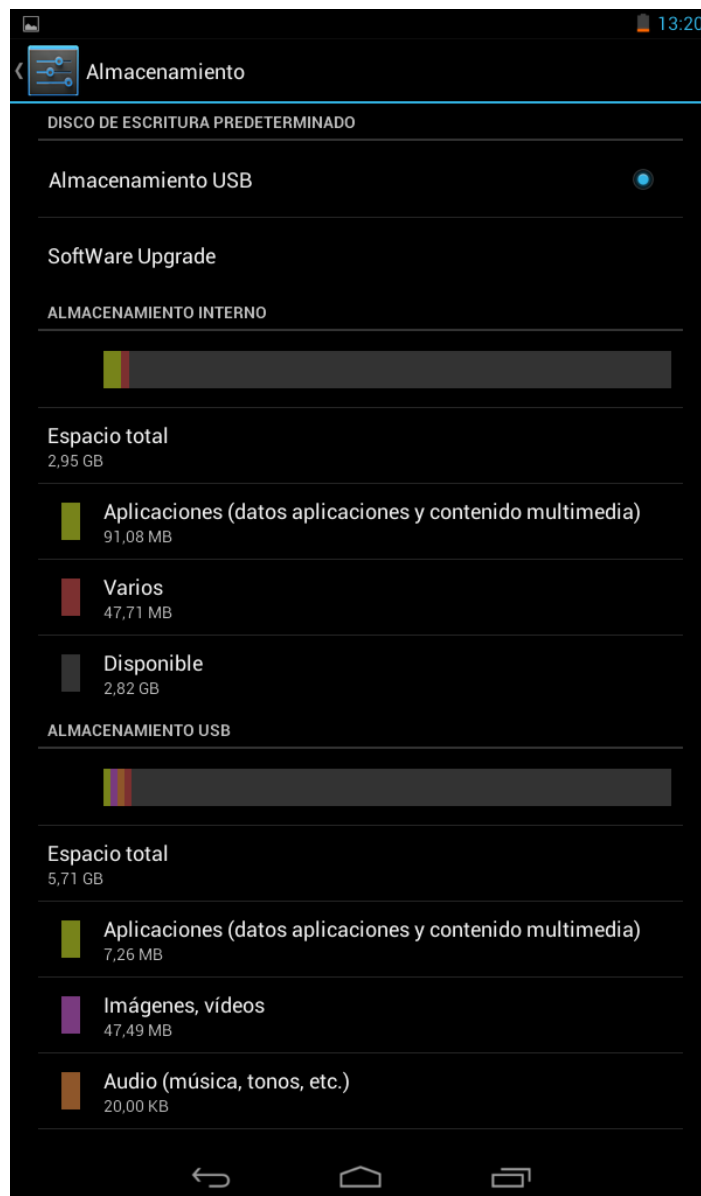 13:20
Almacenamiento
DISCO DE ESCRITURA PREDETERMINADO
Almacenamiento USB
SoftWare Upgrade
ALMACENAMIENTO INTERNO
Espacio total
2,95 GB
Aplicaciones (datos aplicaciones y contenido multimedia)
91,08 MB
Varios
47,71 MB
Disponible
2,82 GB
ALMACENAMIENTO USB
Espacio total
5,71 GB
Aplicaciones (datos aplicaciones y contenido multimedia)
7,26 MB
Imágenes, vídeos
47,49 MB
Audio (música, tonos, etc.)
20,00 KB